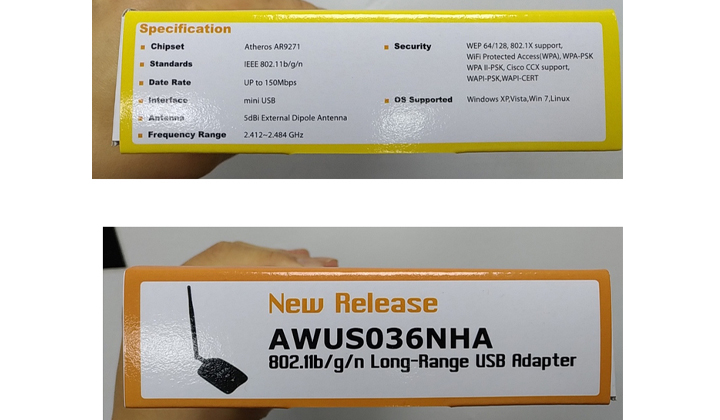 Specification
Chipset Atheros AR9271
Standards IEEE 802.11b/g/n
Date Rate UP to 150Mbps
Interface mini USB
Antenna 5dBi External Dipole Antenna
Frequency Range 2.412~2.484 GHz
Security WEP 64/128, 802.1X support,
WiFi Protected Access(WPA), WPA-PSK
WPA II-PSK, Cisco CCX support,
WAPI-PSK,WAPI-CERT
OS Supported Windows XP,Vista,Win 7,Linux
New Release
AWUS036NHA
802.11b/g/n Long-Range USB Adapter